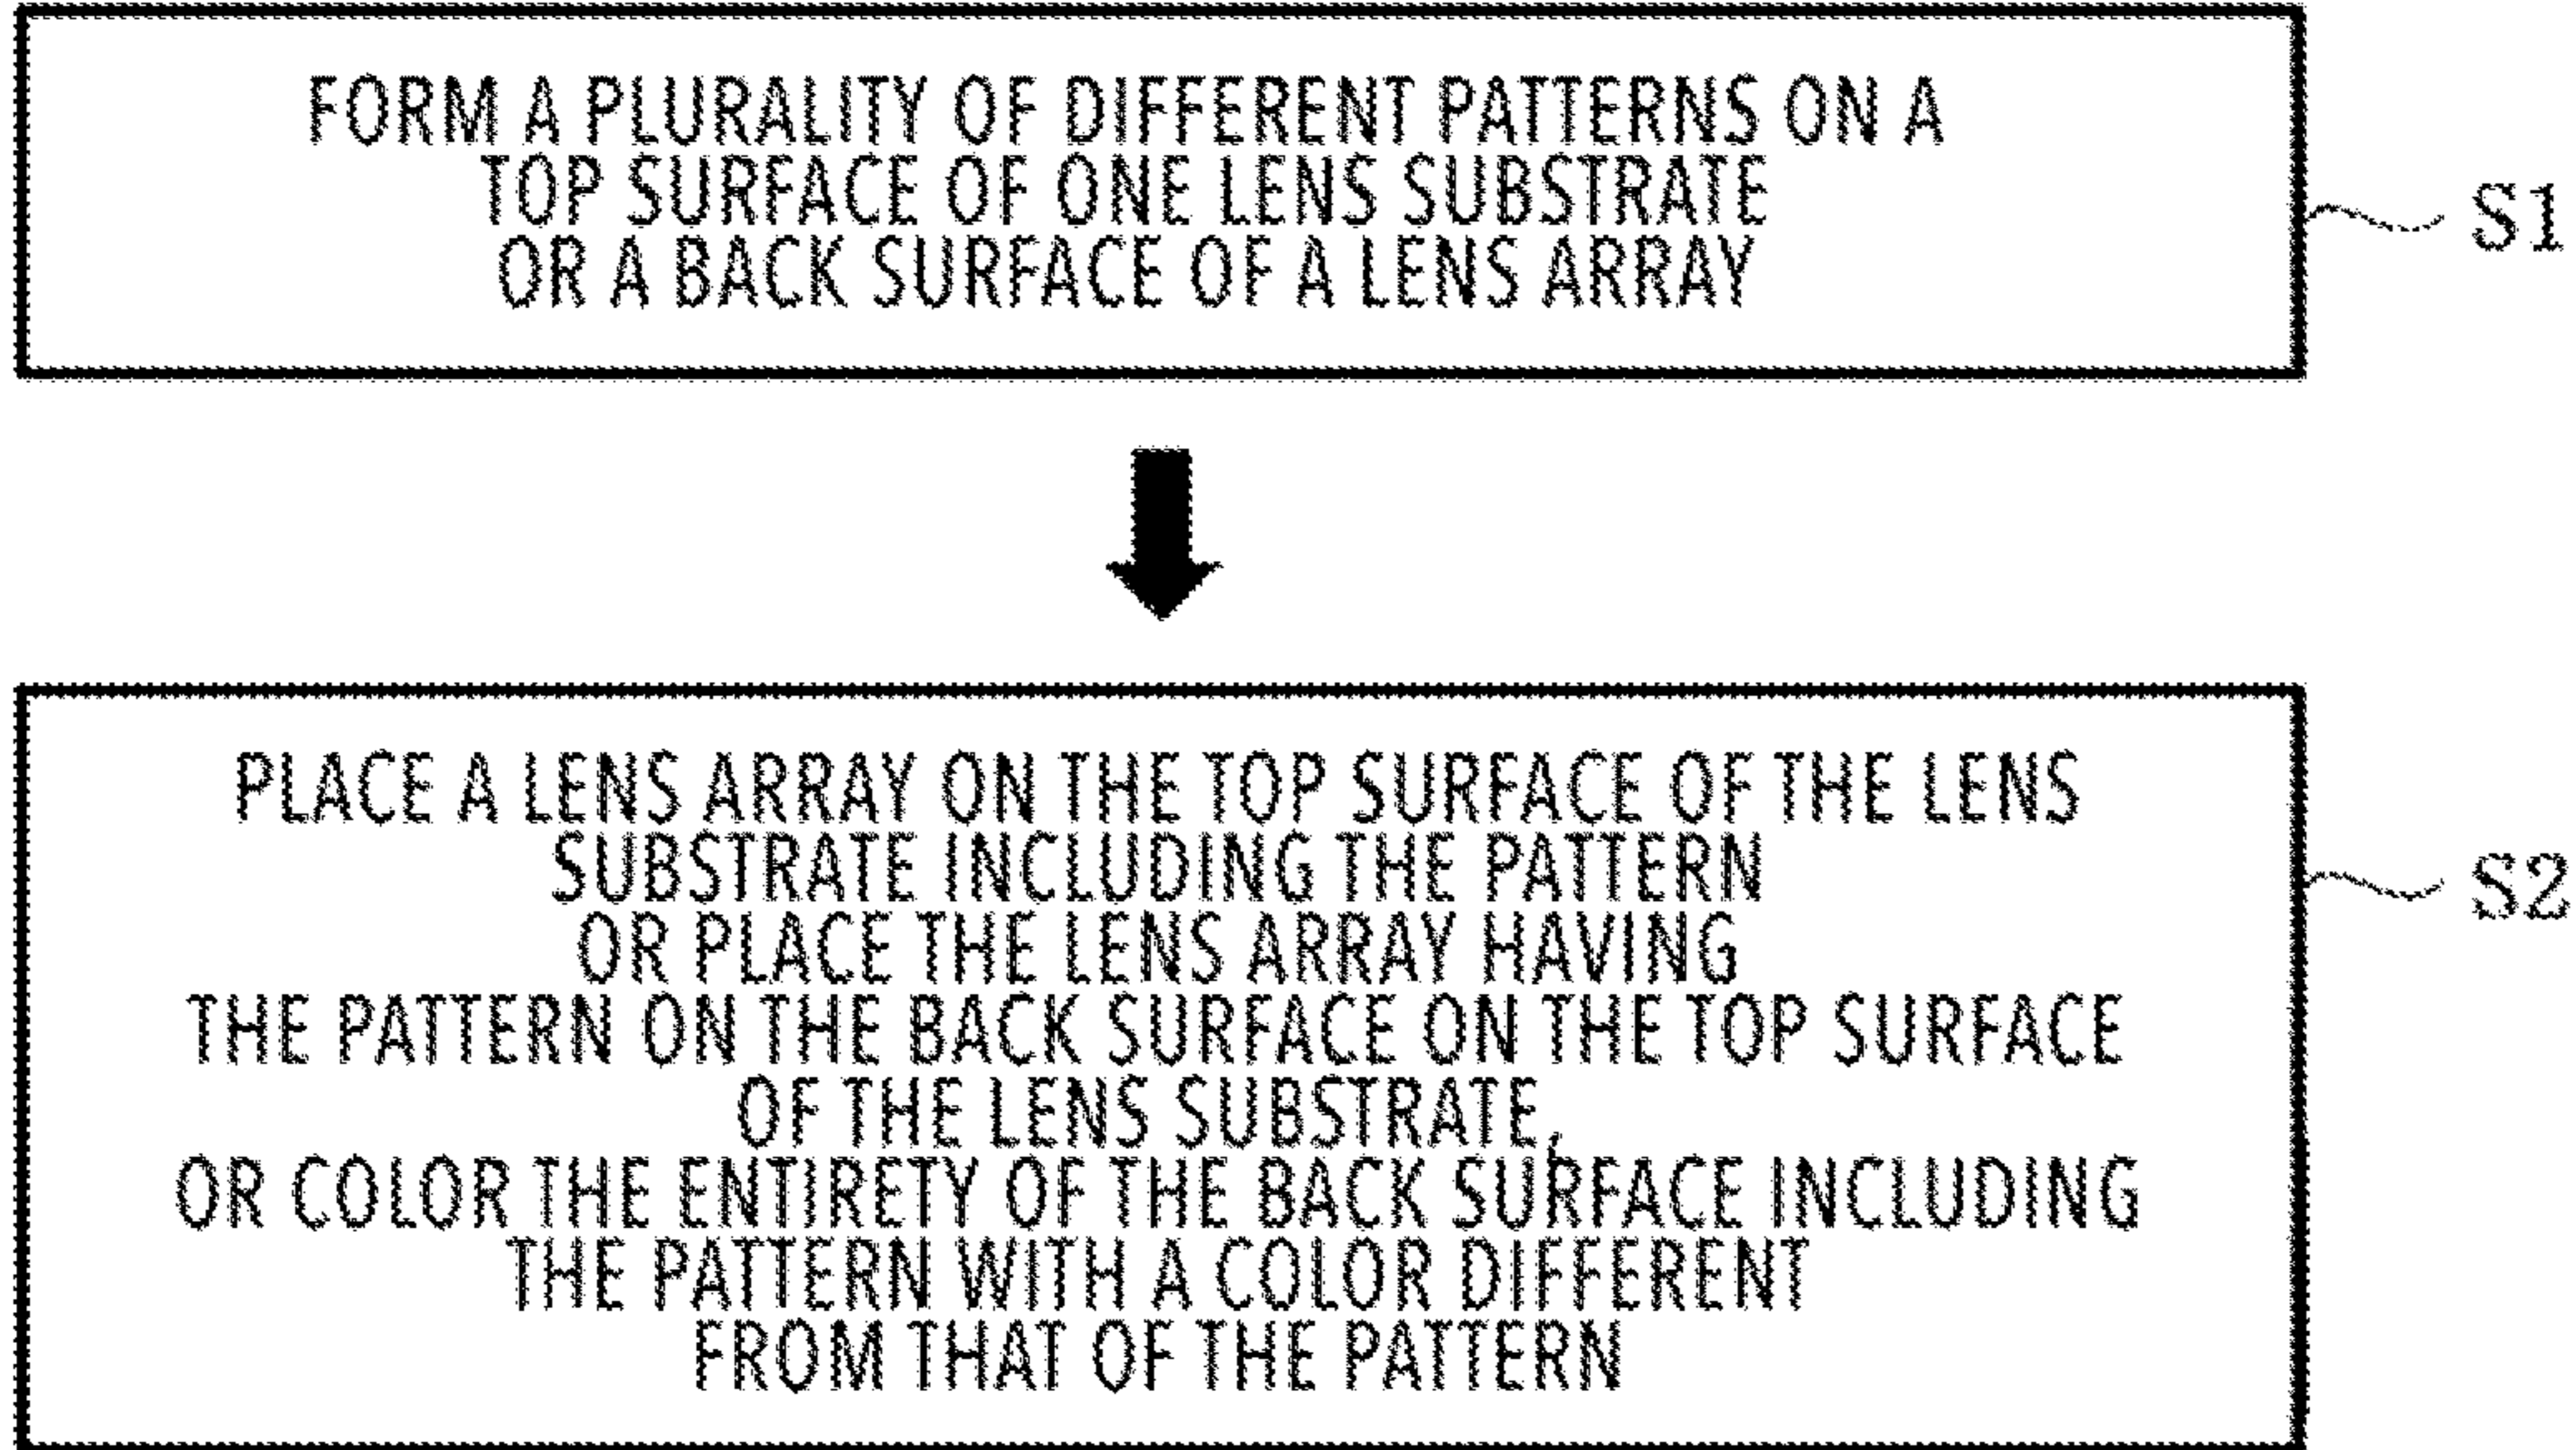 FORM A PLURALITY OF DIFFERENT PATTERNS ON A
TOP SURFACE OF ONE LENS SUBSTRATE
OR A BACK SURFACE OF A LENS ARRAY
S1
PLACE A LENS ARRAY ON THE TOP SURFACE OF THE LENS
SUBSTRATE INCLUDING THE PATTERN
OR PLACE THE LENS ARRAY HAVING
THE PATTERN ON THE BACK SURFACE ON THE TOP SURFACE
OF THE LENS SUBSTRATE,
OR COLOR THE ENTIRETY OF THE BACK SURFACE INCLUDING
THE PATTERN WITH A COLOR DIFFERENT
FROM THAT OF THE PATTERN
S2